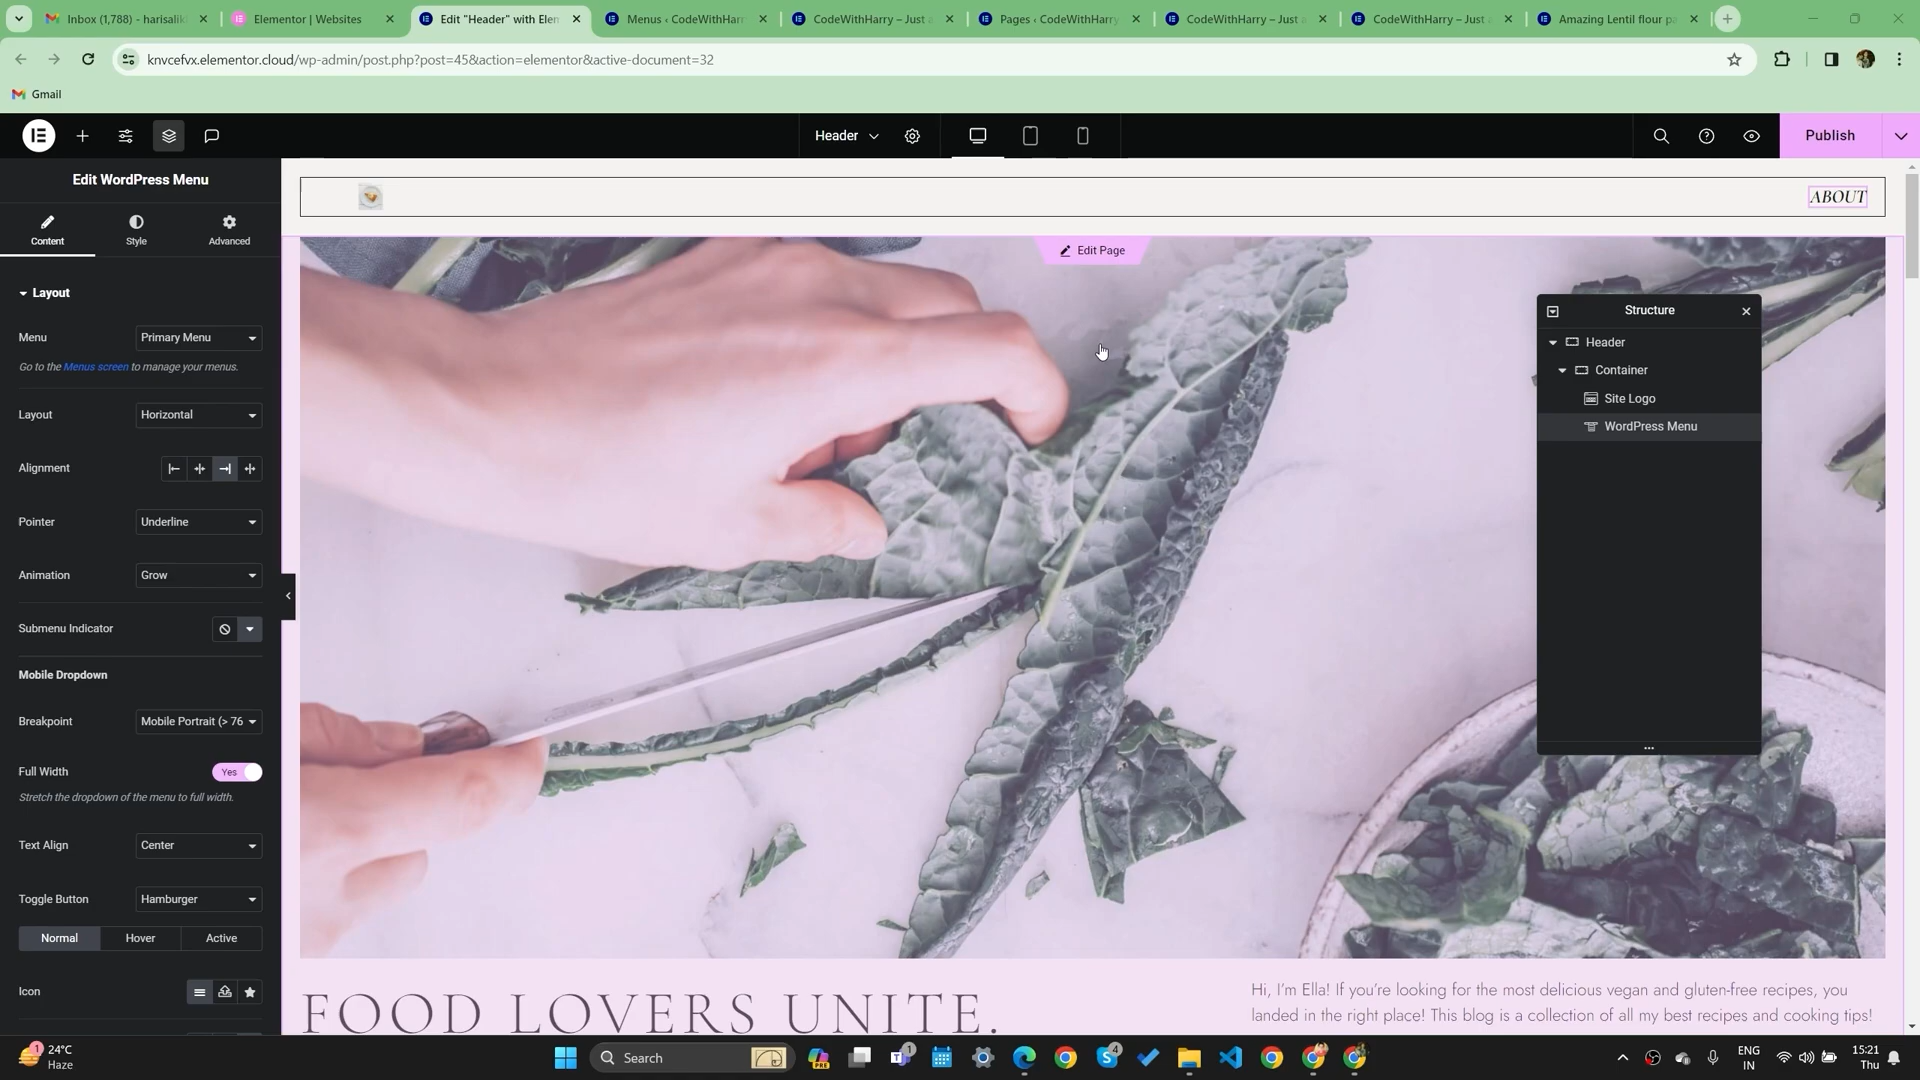 Inbox (1,788) - harisalik
Elementor | Websites
Edit "Header" with Elem
Menus ‹ CodeWithHarr
CodeWithHarry – Just a
Pages ‹ CodeWithHarry
CodeWithHarry – Just a
CodeWithHarry – Just a
Amazing Lentil flour pa
knvcefvx.elementor.cloud/wp-admin/post.php?post=45&action=elementor&active-document=32
Gmail
Header
Publish
Edit WordPress Menu
Content
Style
Advanced
Layout
Menu
Primary Menu
Go to the Menus screen to manage your menus.
Layout
Horizontal
Alignment
Pointer
Underline
Animation
Grow
Submenu Indicator
Mobile Dropdown
Breakpoint
Mobile Portrait (> 76
Full Width
Yes
Stretch the dropdown of the menu to full width.
Text Align
Center
Toggle Button
Hamburger
Normal
Hover
Active
Icon
ABOUT
Edit Page
Structure
Header
Container
Site Logo
WordPress Menu
FOOD LOVERS UNITE.
Hi, I'm Ella! If you're looking for the most delicious vegan and gluten-free recipes, you
landed in the right place! This blog is a collection of all my best recipes and cooking tips!
1
24°C
Haze
Search
PRE
1
4
ENG
IN
15:21
Thu